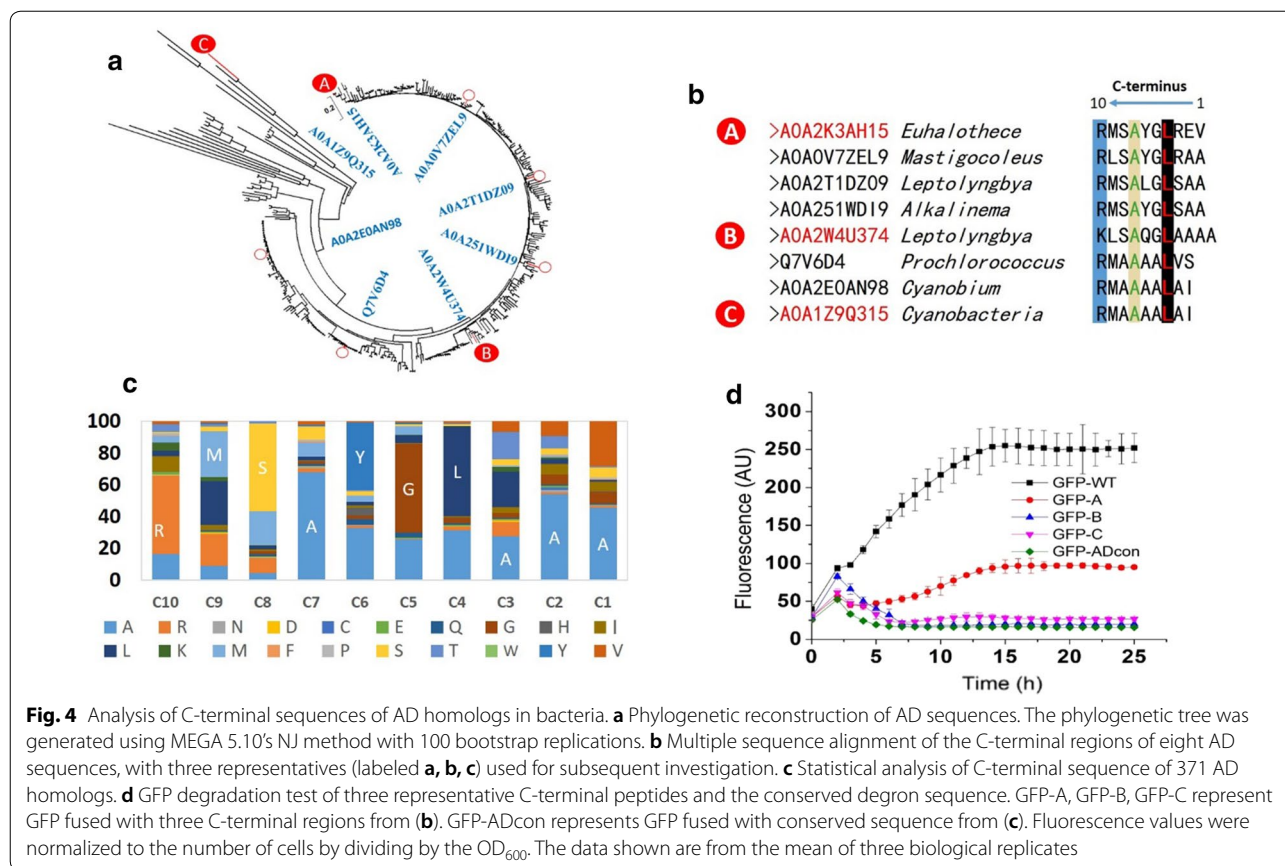 a
C
A
0.2
A0A1Z9Q315
A0A2K3AH15
A0A0V7ZEL9
A0A2T1DZ09
A0A251WDI9
A0A2W4U374
Q7V6D4
A0A2E0AN98
B
b
C-terminus
10 1
A >A0A2K3AH15 Euhalothece RMSAYGLREV
>A0A0V7ZEL9 Mastigocoleus RLSAYGLRAA
>A0A2T1DZ09 Leptolyngbya RMSALGLSAA
>A0A251WDI9 Alkalinema RMSAYGLSAA
B >A0A2W4U374 Leptolyngbya KLSAQGLAAAA
>Q7V6D4 Prochlorococcus RMAAAALVS
>A0A2E0AN98 Cyanobium RMAAAALAI
C >A0A1Z9Q315 Cyanobacteria RMAAAALAI
c
100
80
60
40
20
0
R M S A Y G L A A A
C10 C9 C8 C7 C6 C5 C4 C3 C2 C1
A R N D C E Q G H I
L K M F P S T W Y V
d
Fluorescence (AU)
300
250
200
150
100
50
0
GFP-WT
GFP-A
GFP-B
GFP-C
GFP-ADcon
0 5 10 15 20 25
Time (h)
Fig. 4 Analysis of C-terminal sequences of AD homologs in bacteria. a Phylogenetic reconstruction of AD sequences. The phylogenetic tree was
generated using MEGA 5.10's NJ method with 100 bootstrap replications. b Multiple sequence alignment of the C-terminal regions of eight AD
sequences, with three representatives (labeled a, b, c) used for subsequent investigation. c Statistical analysis of C-terminal sequence of 371 AD
homologs. d GFP degradation test of three representative C-terminal peptides and the conserved degron sequence. GFP-A, GFP-B, GFP-C represent
GFP fused with three C-terminal regions from (b). GFP-ADcon represents GFP fused with conserved sequence from (c). Fluorescence values were
normalized to the number of cells by dividing by the OD600. The data shown are from the mean of three biological replicates